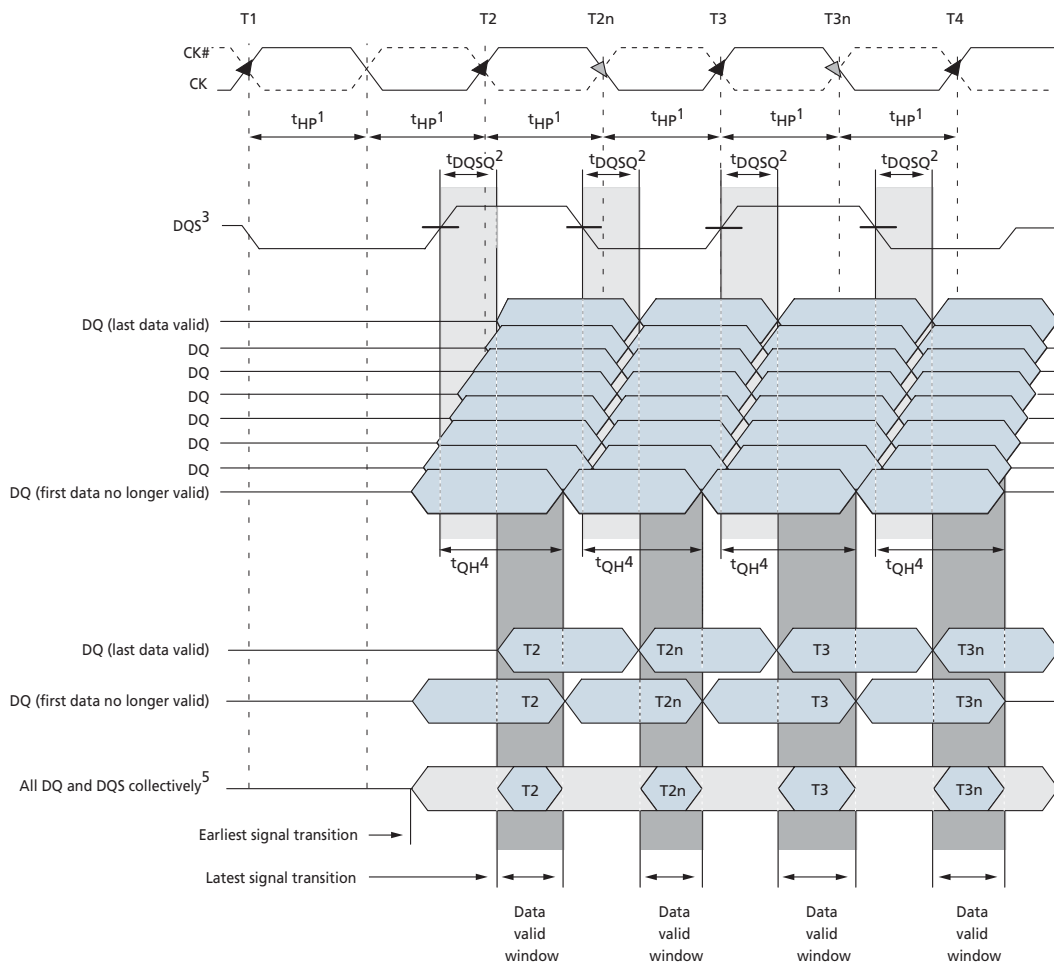 T1 T2 T2n T3 T3n T4
CK#
CK
tHP1 tHP1 tHP1 tHP1 tHP1 tHP1
tDQSQ2 tDQSQ2 tDQSQ2 tDQSQ2
DQS3
DQ (last data valid)
DQ
DQ
DQ
DQ
DQ
DQ
DQ (first data no longer valid)
tQH4 tQH4 tQH4 tQH4
DQ (last data valid) T2 T2n T3 T3n
DQ (first data no longer valid) T2 T2n T3 T3n
All DQ and DQS collectively5 T2 T2n T3 T3n
Earliest signal transition
Latest signal transition
Data valid window
Data valid window
Data valid window
Data valid window